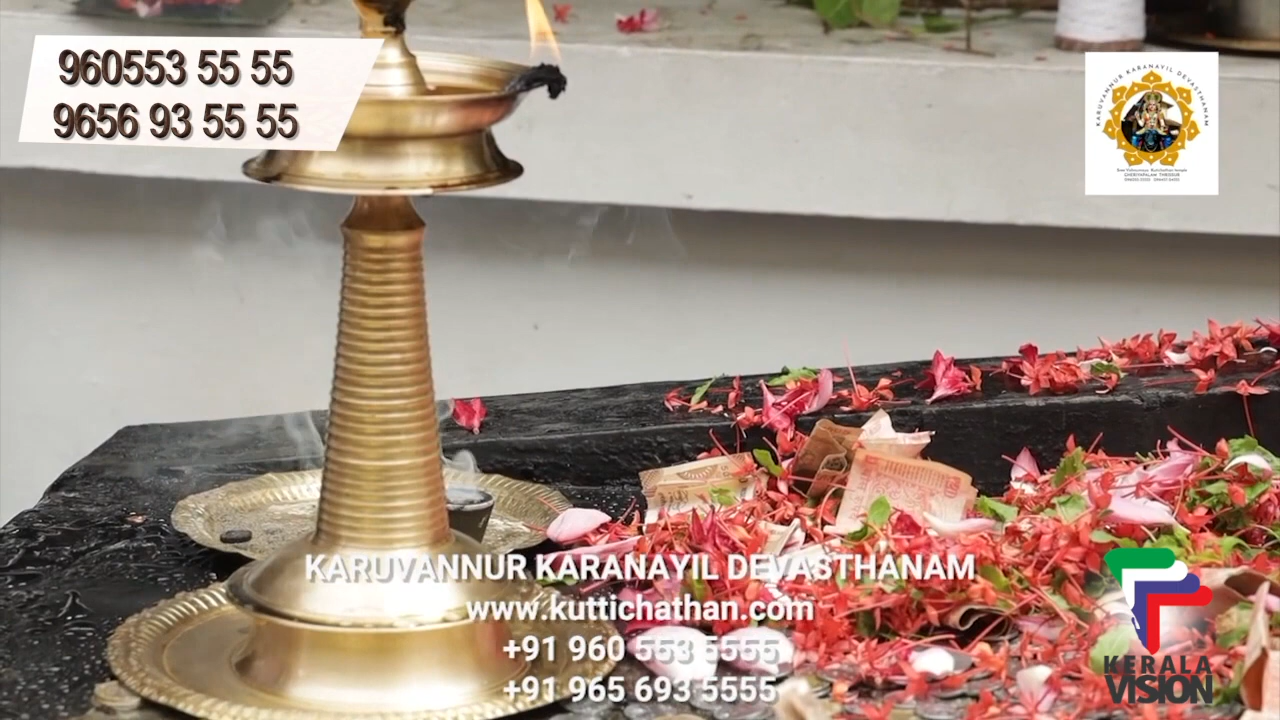 960553 55 55
9656 93 55 55
KARUVANNUR KARANAYIL DEVASTHANAM
KARUVANNUR KARANAYIL DEVASTHANAM
www.kuttichathan.com
+91 960 553 5555
+91 965 693 5555
KERALA
VISION